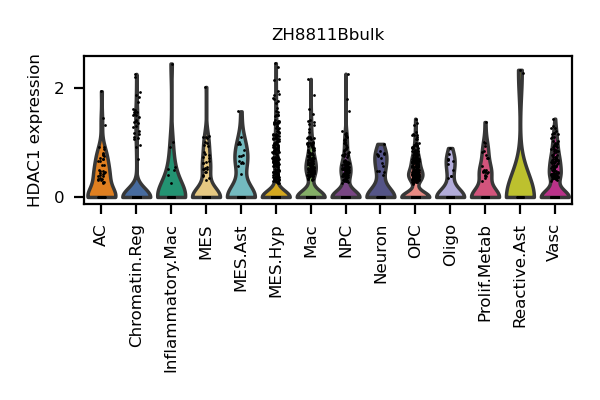 ZH8811Bbulk
HDAC1 expression
2
0
AC
Chromatin.Reg
Inflammatory.Mac
MES
MES.Ast
MES.Hyp
Mac
NPC
Neuron
OPC
Oligo
Prolif.Metab
Reactive.Ast
Vasc